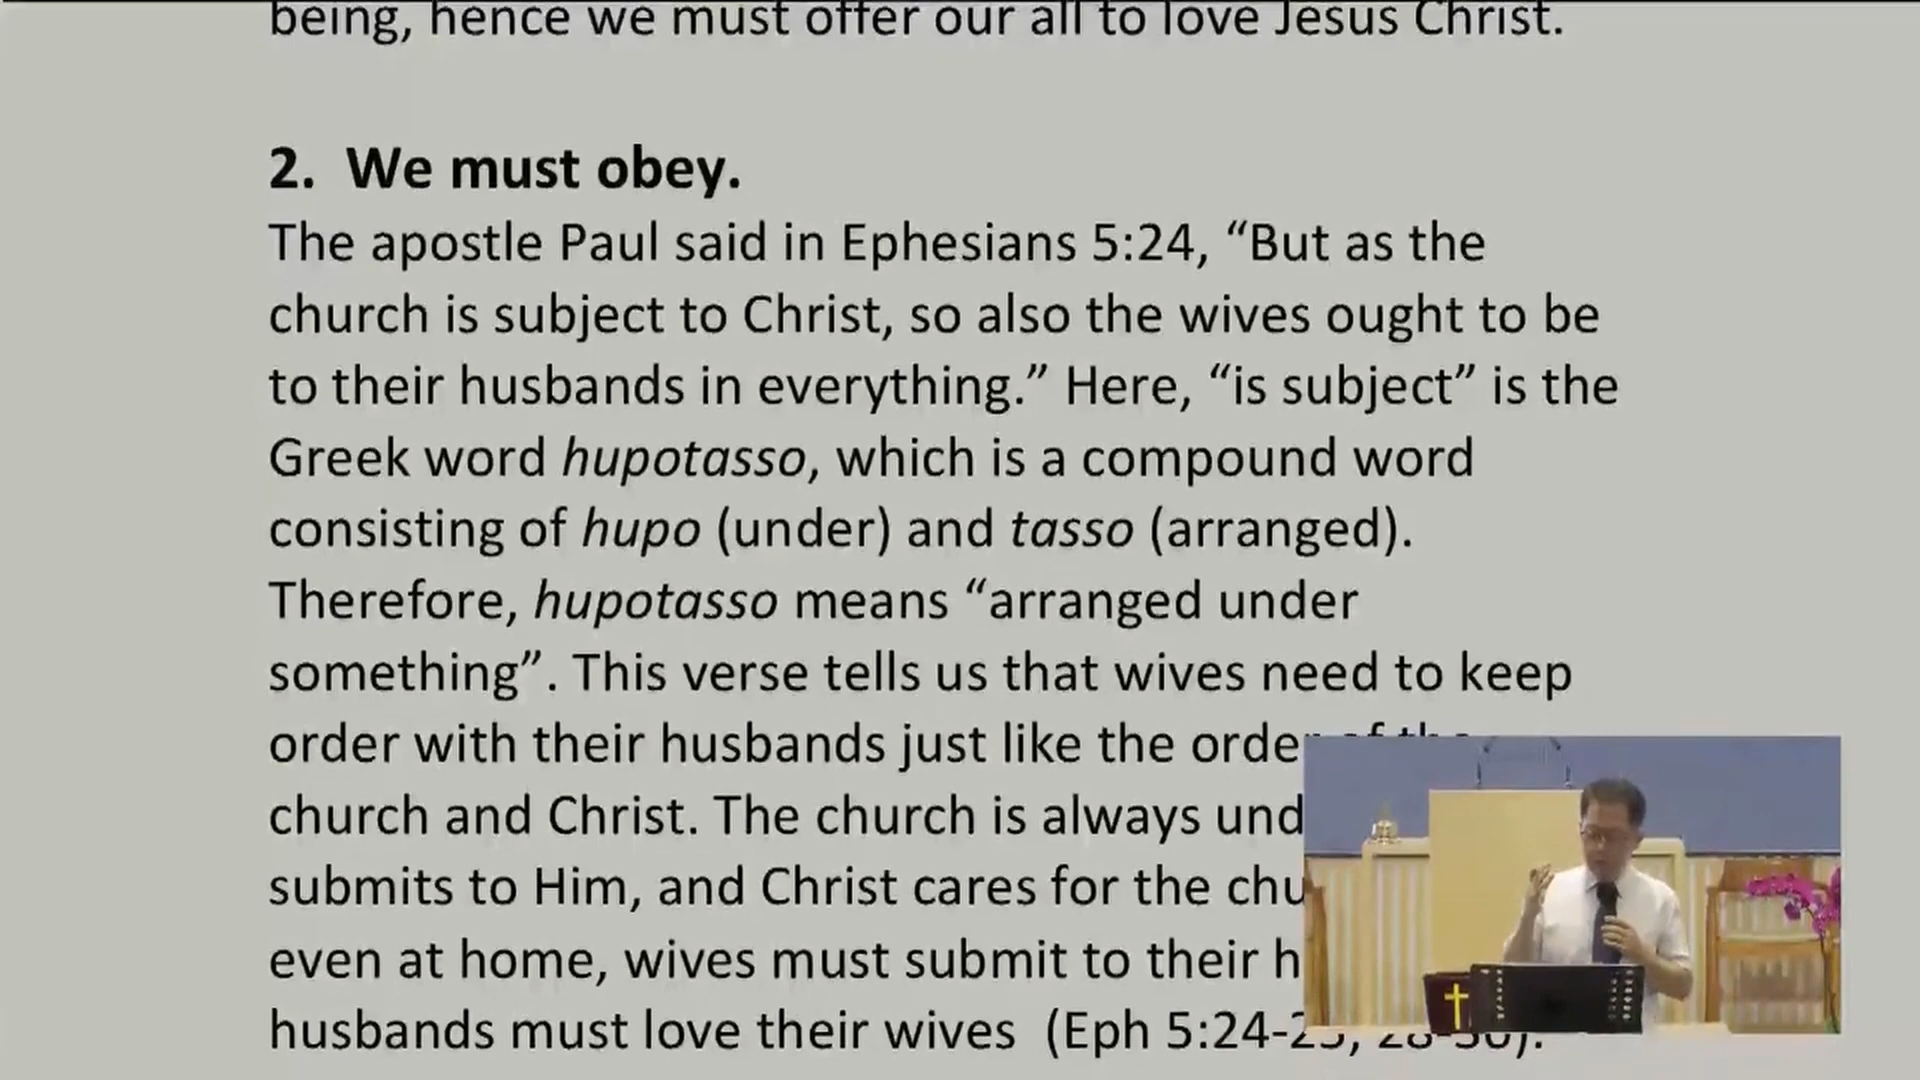 being, hence we must offer our all to love Jesus Christ.
2. We must obey.
The apostle Paul said in Ephesians 5:24, “But as the
church is subject to Christ, so also the wives ought to be
to their husbands in everything.” Here, “is subject” is the
Greek word hupotasso, which is a compound word
consisting of hupo (under) and tasso (arranged).
Therefore, hupotasso means “arranged under
something”. This verse tells us that wives need to keep
order with their husbands just like the order of the
church and Christ. The church is always
submits to Him, and Christ cares for the
even at home, wives must submit to their
husbands must love their wives (Eph 5:24-25, 28-30).